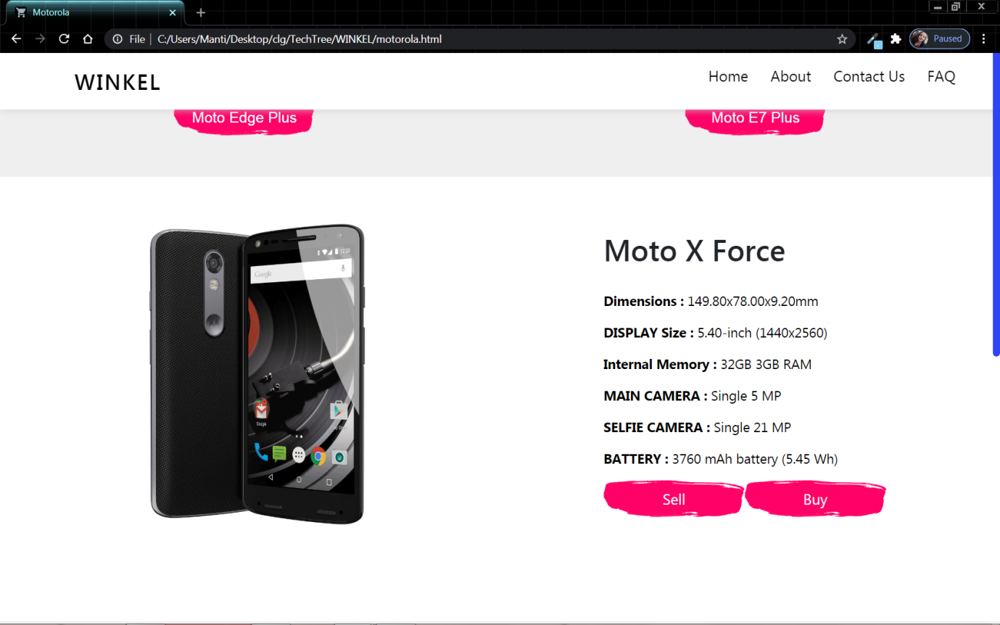 Motorola
File C:/Users/Manti/Desktop/clg/TechTree/WINKEL/motorola.html
Paused
WINKEL
Home About Contact Us FAQ
Moto Edge Plus
Moto E7 Plus
12:30
Google
Google
Moto X Force
Dimensions : 149.80x78.00x9.20mm
DISPLAY Size : 5.40-inch (1440x2560)
Internal Memory : 32GB 3GB RAM
MAIN CAMERA : Single 5 MP
SELFIE CAMERA : Single 21 MP
BATTERY : 3760 mAh battery (5.45 Wh)
Sell Buy